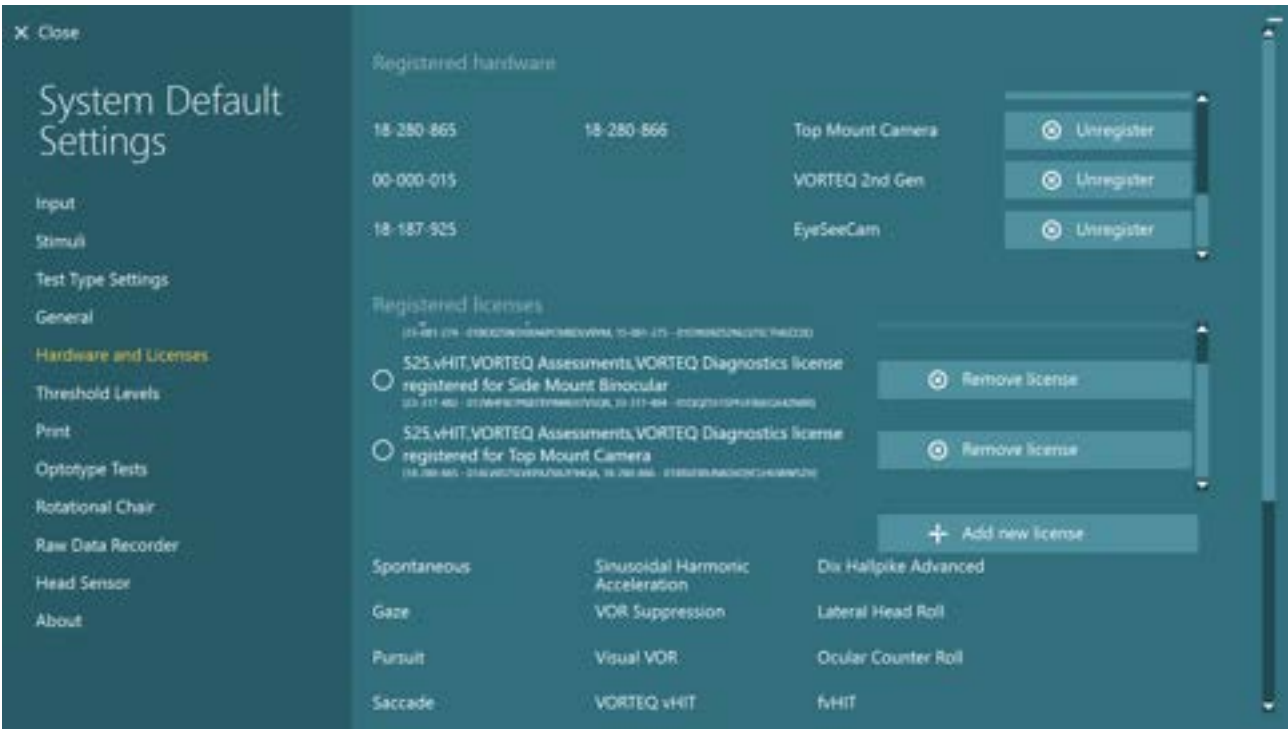 Close
System Default
Settings
Input
Stimuli
Test Type Settings
General
Hardware and Licenses
Threshold Levels
Print
Optotype Tests
Rotational Chair
Raw Data Recorder
Head Sensor
About
Registered hardware
18-280-865 18-280-866 Top Mount Camera Unregister
00-000-015 VORTEQ 2nd Gen Unregister
18-187-925 EyeSeeCam Unregister
Registered licenses
525,vHIT,VORTEQ Assessments,VORTEQ Diagnostics license
registered for Side Mount Binocular
Remove license
525,vHIT,VORTEQ Assessments,VORTEQ Diagnostics license
registered for Top Mount Camera
Remove license
Add new license
Spontaneous Sinusoidal Harmonic Dix Hallpike Advanced
Acceleration
Gaze VOR Suppression Lateral Head Roll
Pursuit Visual VOR Ocular Counter Roll
Saccade VORTEQ vHIT fvHIT